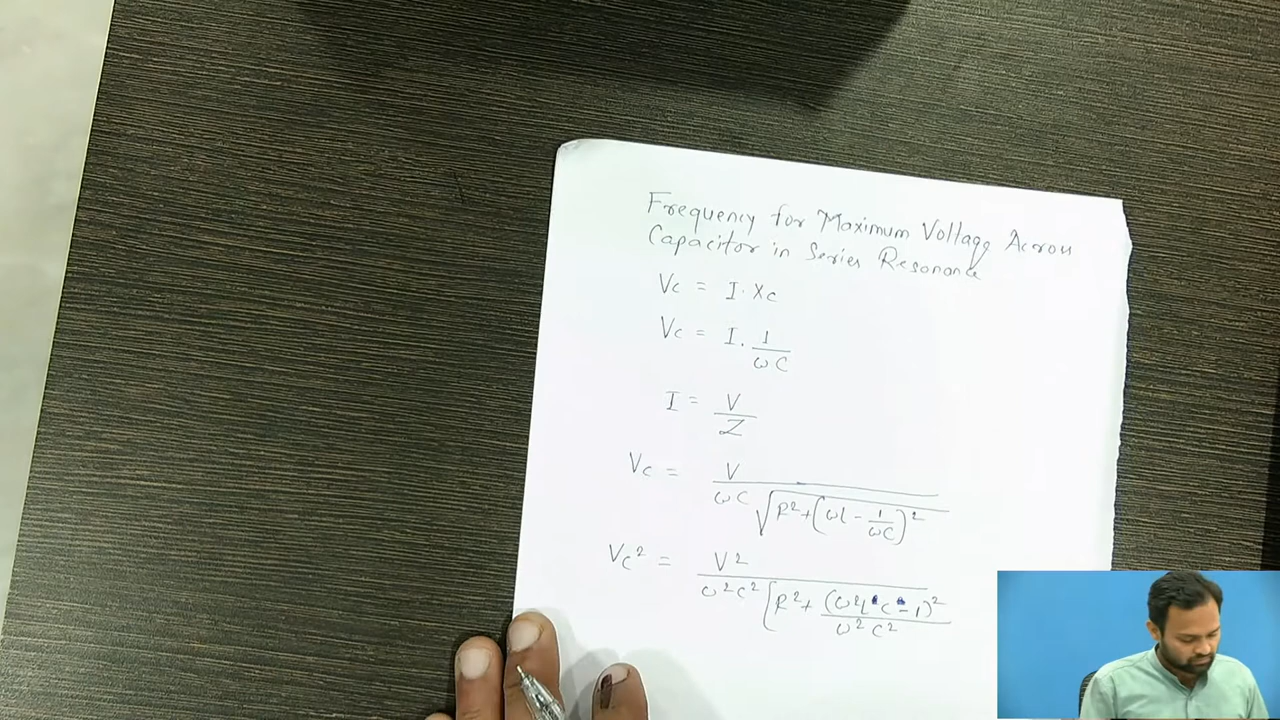 Frequency for Maximum Voltage Across
Capacitor in Series Resonance
Vc = I. Xc
Vc = I. 1/ωC
I = V/Z
Vc = V/(ωC √(R² + (ωL - 1/ωC)²))
Vc² = V²/(ω²C² [R² + (ω²LC - 1)²/ω²C²